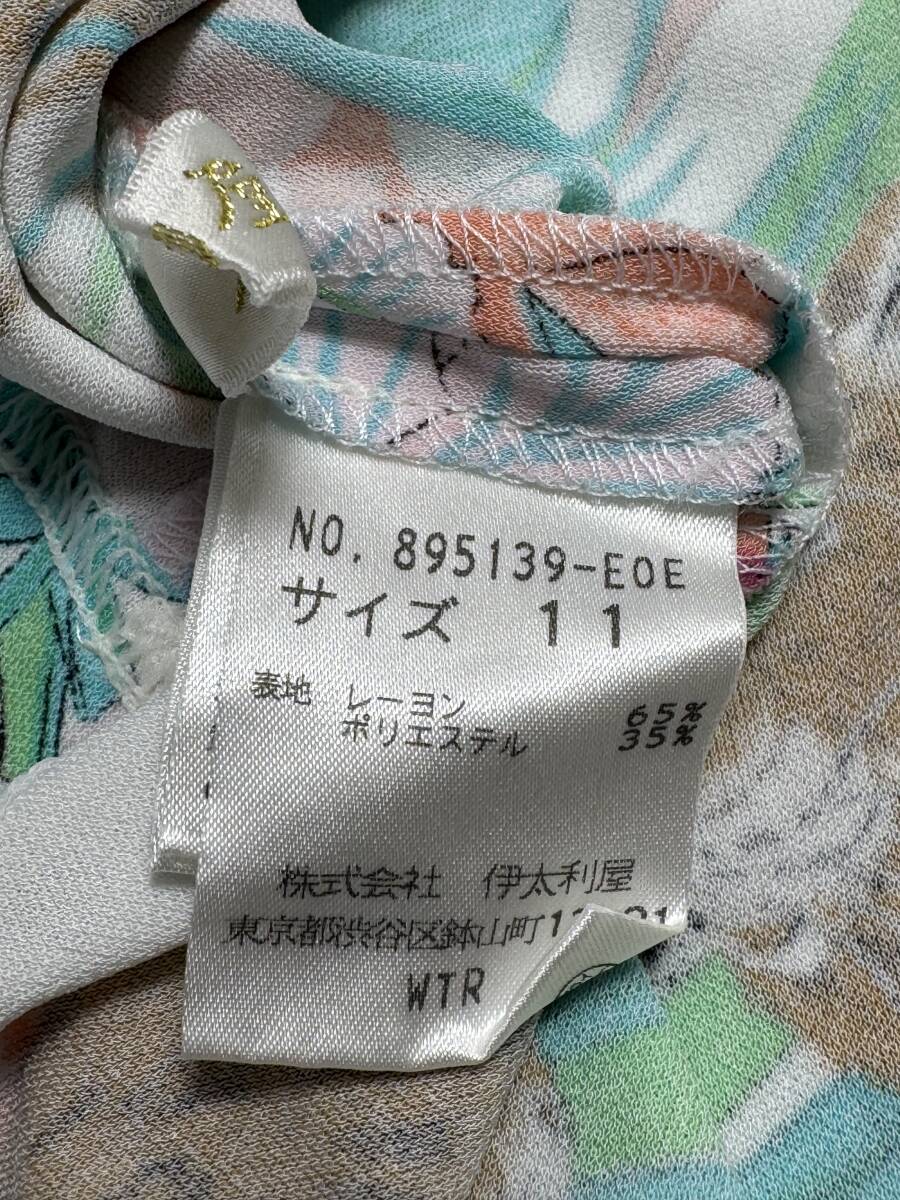 NO. 895139-E0E
サイズ 11
表地 レーヨン 65%
ポリエステル 35%
株式会社 伊太利屋
東京都渋谷区鉢山町
WTR